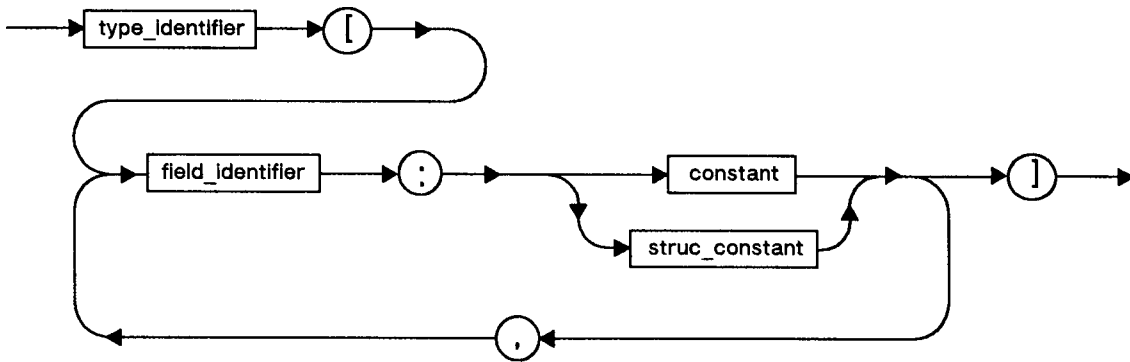 type_identifier [
field_identifier : constant ]
struc_constant
,